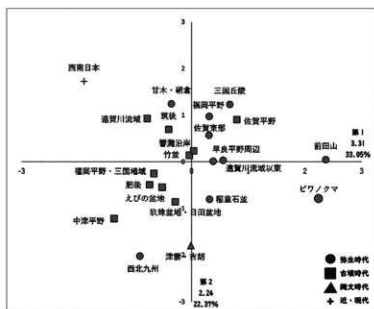 3
西南日本
2
甘木・朝倉
三国丘陵
福岡平野
遠賀川流域
筑後
佐賀東部
佐賀平野
1
響灘沿岸
竹並
早良平野周辺
前田山
第1
3.31
33.05%
-3
0
3
遠賀川流域以東
福岡平野・三国地域
肥後
えびの盆地
ビワノクマ
稲童石並
玖珠盆地・日田盆地
中津平野
西北九州
津雲・吉胡
弥生時代
古墳時代
縄文時代
近・現代
第2
2.24
22.37%
-3